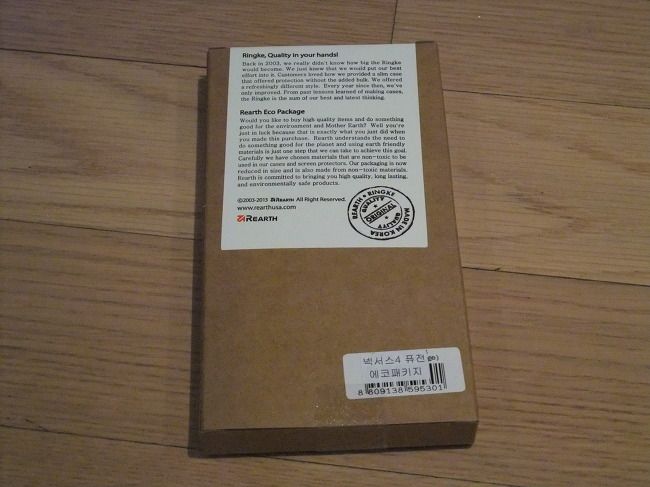 Ringke, Quality in your hands!
Back in 2003, we really didn't know how big the Ringke
would become. We just knew that we would put our best
effort into it. Customers loved how we provided a slim case
that offered protection without the added bulk. We offered
a refreshingly different style. Every year since then, we've
only improved. From past lessons learned of making cases,
the Ringke is the sum of our best and latest thinking.
Rearth Eco Package
Would you like to buy high quality items and do something
good for the environment and Mother Earth? Well you're
just in luck because that is exactly what you just did when
you made this purchase. Rearth understands the need to
do something good for the planet and using earth friendly
materials is just one step that we can take to achieve this goal.
Carefully we have chosen materials that are non-toxic to be
used in our cases and screen protectors. Our packaging is now
reduced in size and is also made from non-toxic materials.
Rearth is committed to bringing you high quality, long lasting,
and environmentally safe products.
©2003-2013 REARTH All Right Reserved.
www.rearthusa.com
REARTH
REARTH ★ RINGKE
QUALITY
ORIGINAL
QUALITY
MADE IN KOREA
넥서스4 퓨전
에코패키지
8 809138 595301